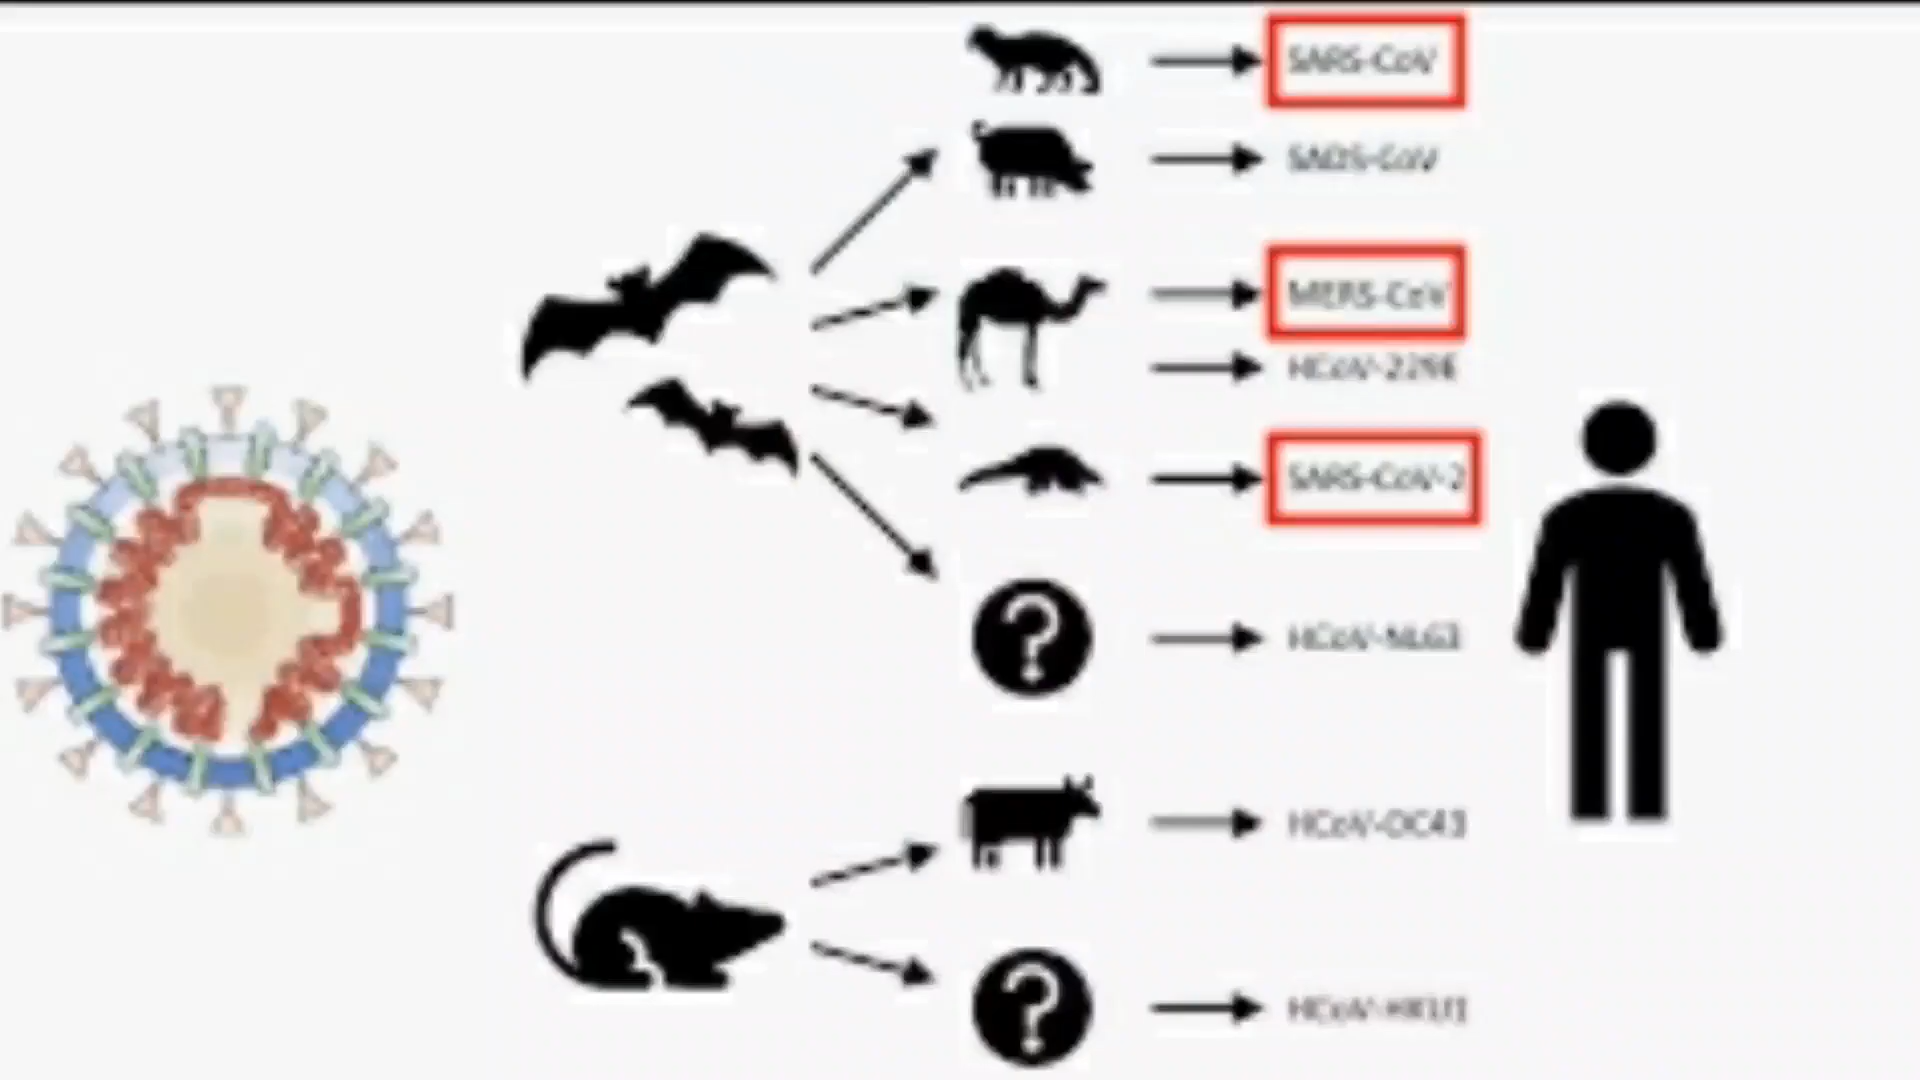 SARS-CoV
SADS-CoV
MERS-CoV
HCoV-229E
SARS-CoV-2
?
HCoV-NL63
HCoV-OC43
?
HCoV-HKU1